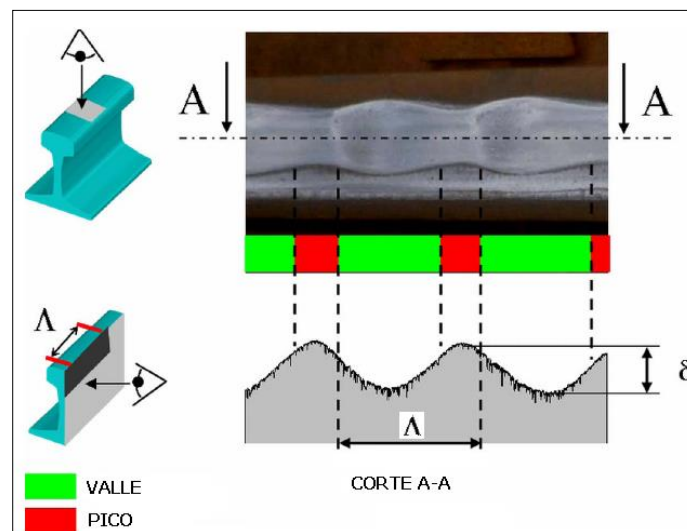 A A
Λ
δ
Λ
VALLE
PICO
CORTE A-A